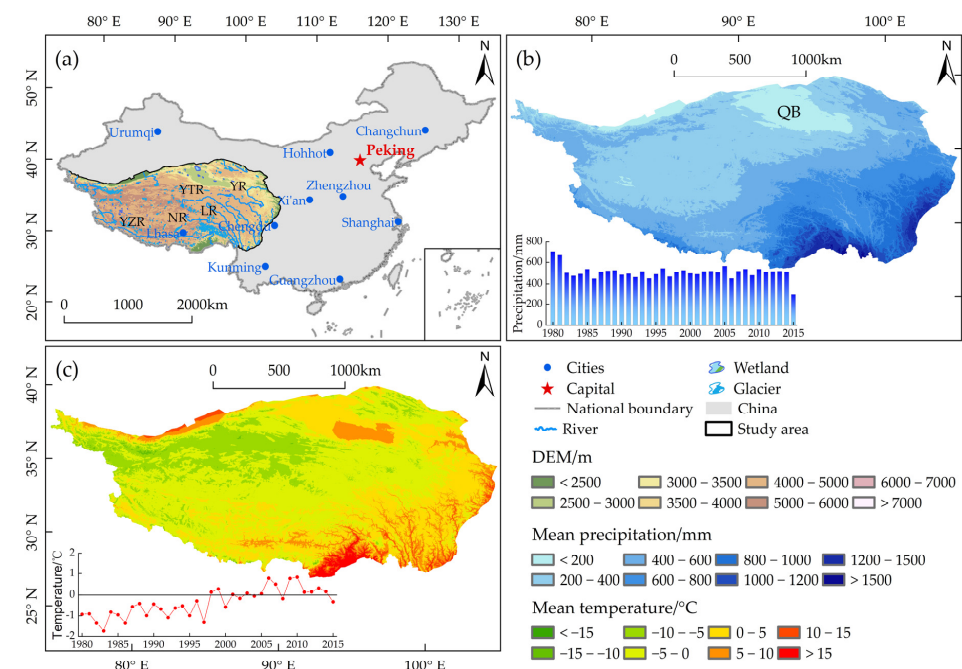 80° E 90° E 100° E 110° E 120° E 130° E
50° N
40° N
30° N
20° N
(a)
N
Urumqi
Changchun
Hohhot
Peking
Zhengzhou
Xi'an
YTR
YR
LR
NR
YZR
Lhasa
Chengdu
Shanghai
Kunming
Guangzhou
0 1000 2000km
80° E 90° E 100° E
(b)
0 500 1000km
N
QB
Precipitation/mm
800
600
400
200
0
1980 1985 1990 1995 2000 2005 2010 2015
(c)
0 500 1000km
N
40° N
35° N
30° N
25° N
Temperature/°C
2
1
0
-1
-2
1980 1985 1990 1995 2000 2005 2010 2015
80° E 90° E 100° E
Cities
Wetland
Capital
Glacier
National boundary
China
River
Study area
DEM/m
< 2500 3000 – 3500 4000 – 5000 6000 – 7000
2500 – 3000 3500 – 4000 5000 – 6000 > 7000
Mean precipitation/mm
< 200 400 – 600 800 – 1000 1200 – 1500
200 – 400 600 – 800 1000 – 1200 > 1500
Mean temperature/°C
< –15 –10 – –5 0 – 5 10 – 15
–15 – –10 –5 – 0 5 – 10 > 15